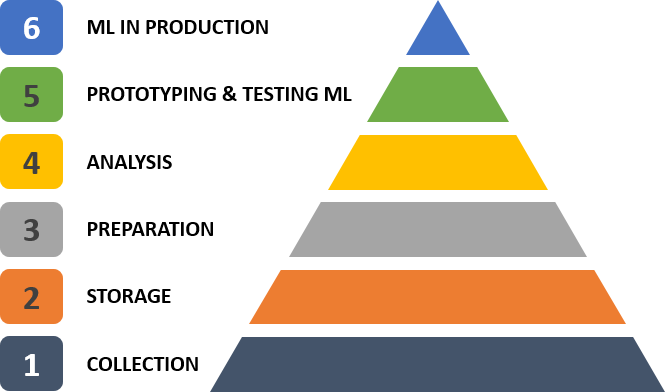 6 ML IN PRODUCTION
5 PROTOTYPING & TESTING ML
4 ANALYSIS
3 PREPARATION
2 STORAGE
1 COLLECTION